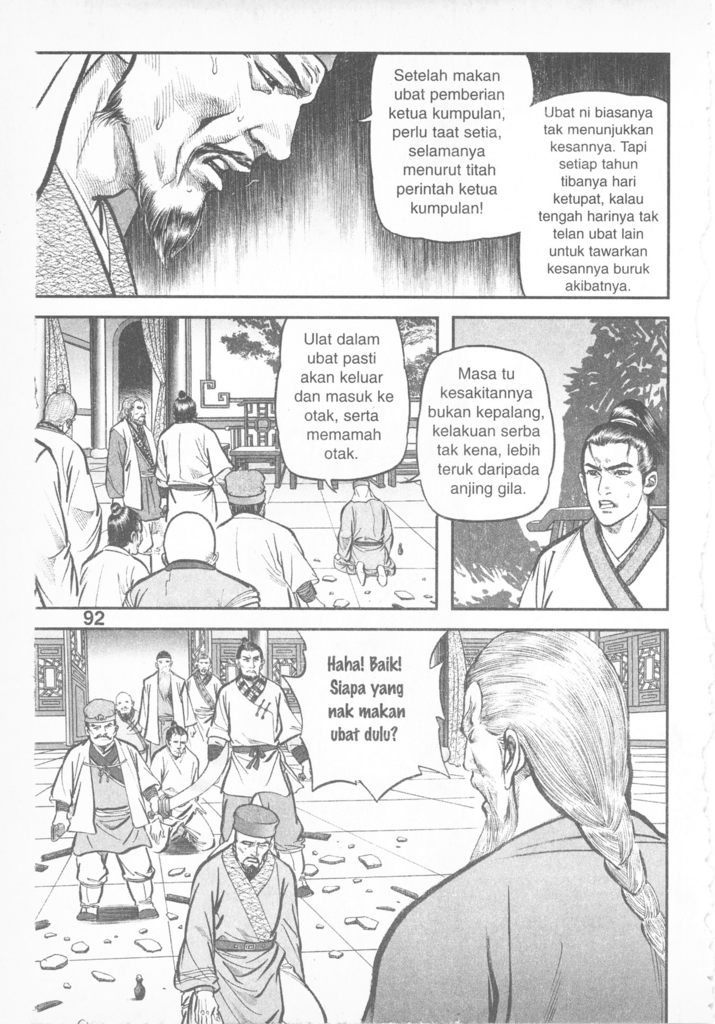 Setelah makan
ubat pemberian
ketua kumpulan,
perlu taat setia,
selamanya
menurut titah
perintah ketua
kumpulan!
Ubat ni biasanya
tak menunjukkan
kesannya. Tapi
setiap tahun
tibanya hari
ketupat, kalau
tengah harinya tak
telan ubat lain
untuk tawarkan
kesannya buruk
akibatnya.
Ulat dalam
ubat pasti
akan keluar
dan masuk ke
otak, serta
memamah
otak.
Masa tu
kesakitannya
bukan kepalang,
kelakuan serba
tak kena, lebih
teruk daripada
anjing gila.
92
Haha! Baik!
Siapa yang
nak makan
ubat dulu?